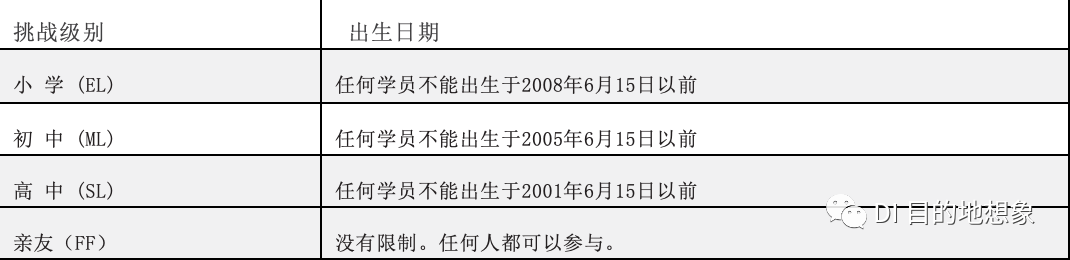 挑战级别 出生日期
小 学 (EL) 任何学员不能出生于2008年6月15日以前
初 中 (ML) 任何学员不能出生于2005年6月15日以前
高 中 (SL) 任何学员不能出生于2001年6月15日以前
DI 目的地想象
亲友（FF） 没有限制。任何人都可以参与。